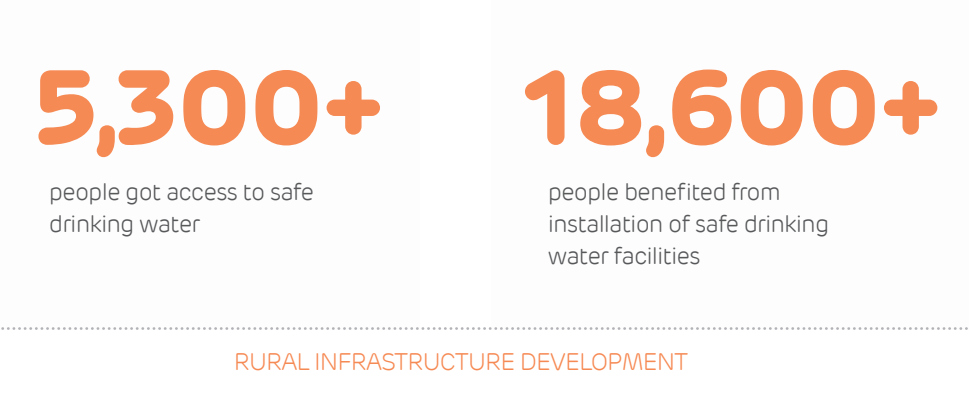 5,300+
people got access to safe
drinking water
18,600+
people benefited from
installation of safe drinking
water facilities
RURAL INFRASTRUCTURE DEVELOPMENT